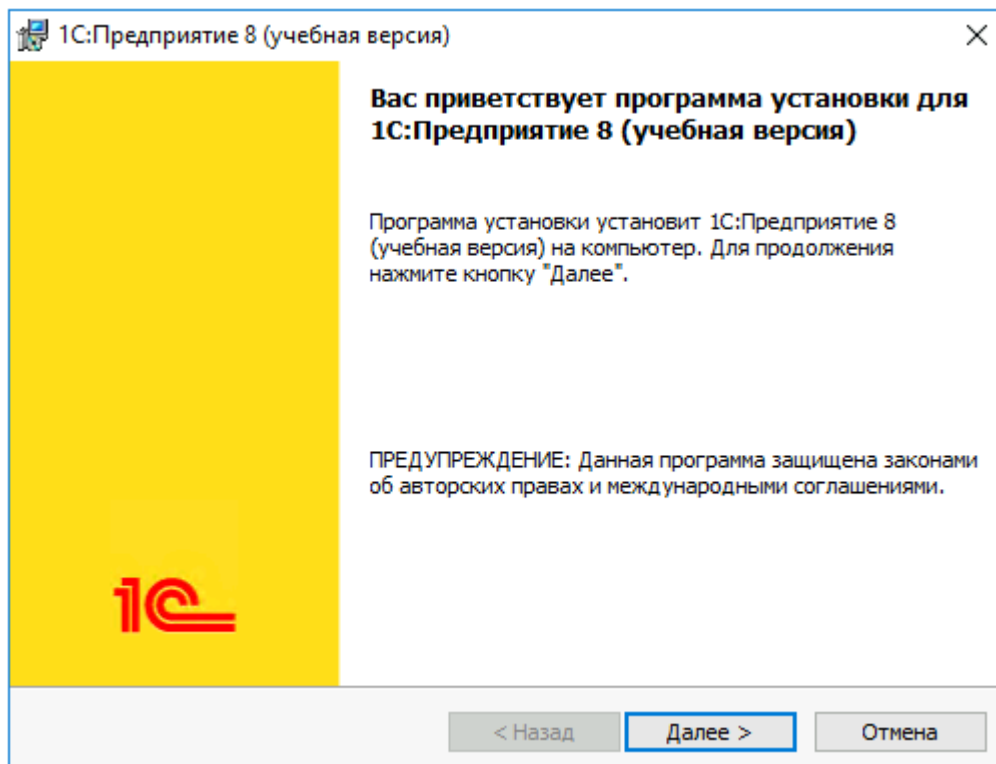 1С:Предприятие 8 (учебная версия)
Вас приветствует программа установки для
1С:Предприятие 8 (учебная версия)
Программа установки установит 1С:Предприятие 8
(учебная версия) на компьютер. Для продолжения
нажмите кнопку "Далее".
ПРЕДУПРЕЖДЕНИЕ: Данная программа защищена законами
об авторских правах и международными соглашениями.
1С
< Назад
Далее >
Отмена